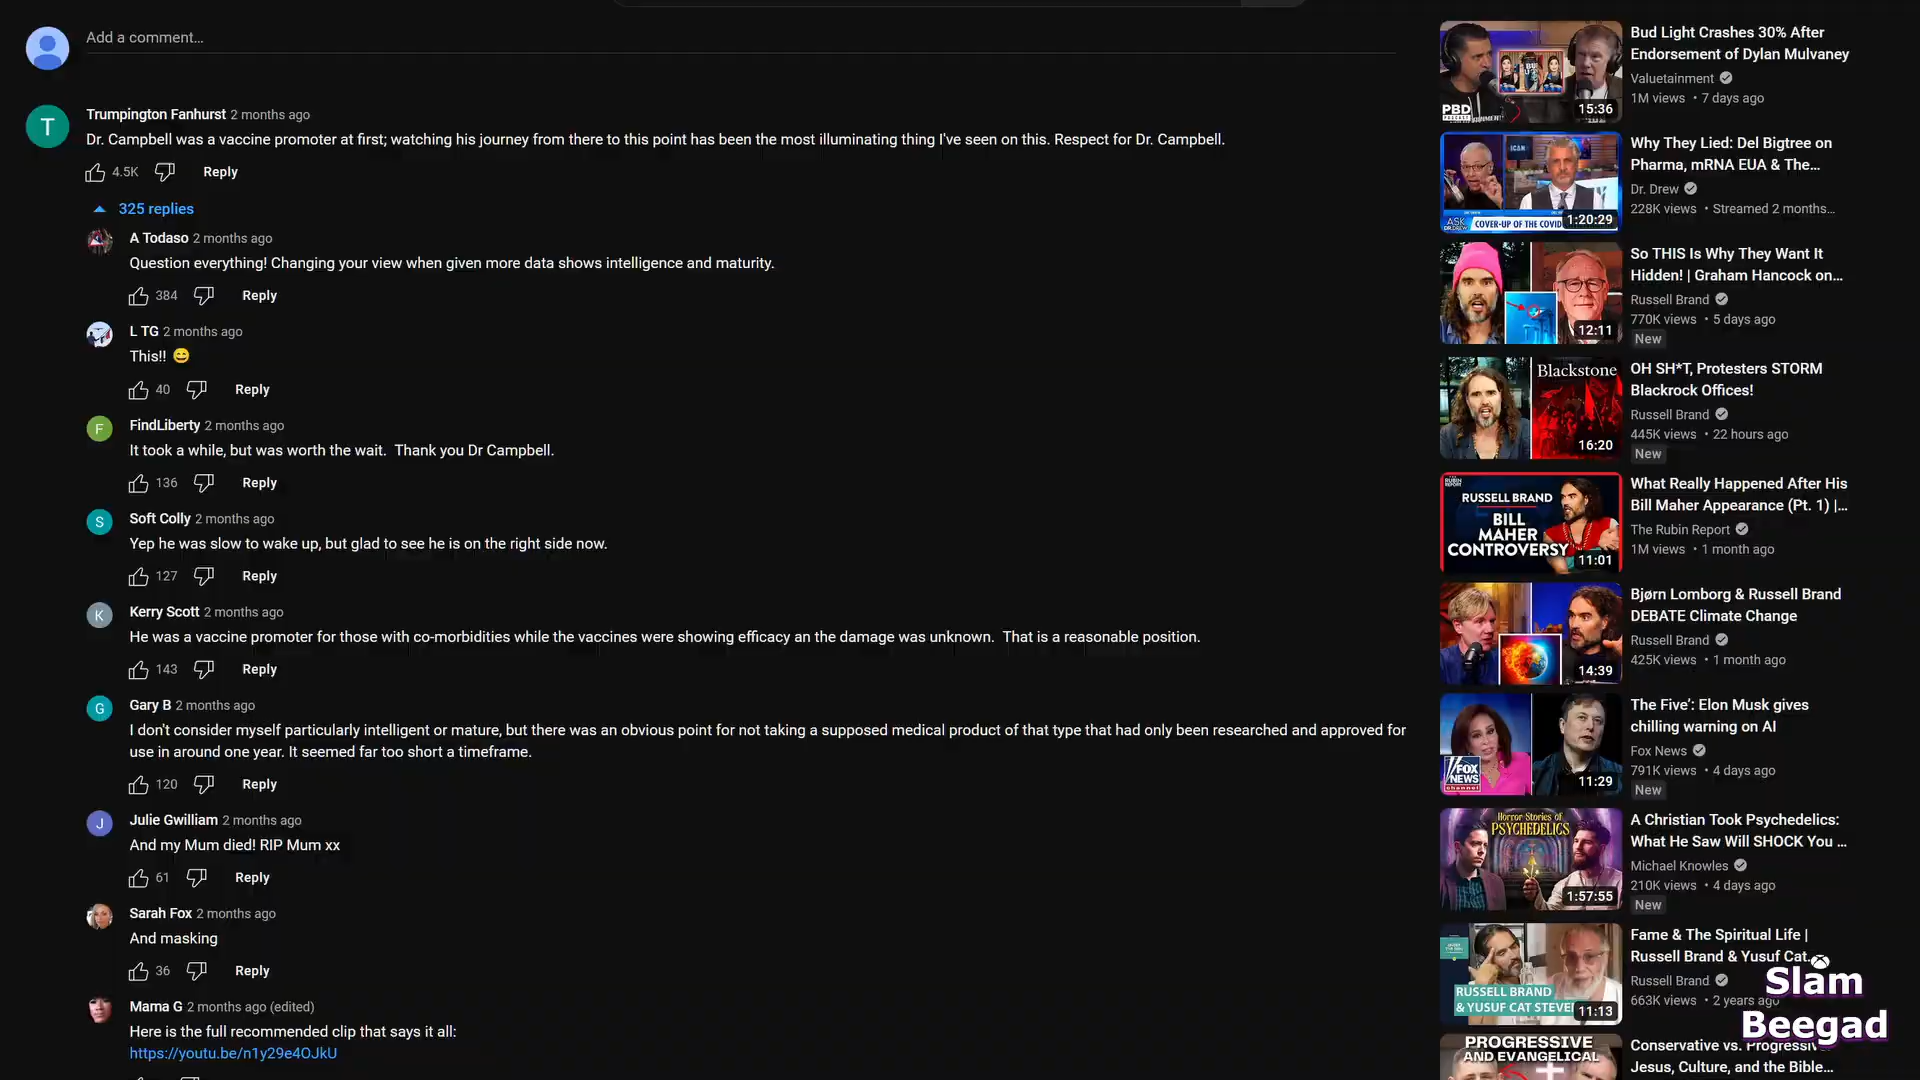 Add a comment...
T
Trumpington Fanhurst 2 months ago
Dr. Campbell was a vaccine promoter at first; watching his journey from there to this point has been the most illuminating thing I've seen on this. Respect for Dr. Campbell.
4.5K Reply
325 replies
A Todaso 2 months ago
Question everything! Changing your view when given more data shows intelligence and maturity.
384 Reply
L TG 2 months ago
This!! 😄
40 Reply
F
FindLiberty 2 months ago
It took a while, but was worth the wait. Thank you Dr Campbell.
136 Reply
S
Soft Colly 2 months ago
Yep he was slow to wake up, but glad to see he is on the right side now.
127 Reply
K
Kerry Scott 2 months ago
He was a vaccine promoter for those with co-morbidities while the vaccines were showing efficacy an the damage was unknown. That is a reasonable position.
143 Reply
G
Gary B 2 months ago
I don't consider myself particularly intelligent or mature, but there was an obvious point for not taking a supposed medical product of that type that had only been researched and approved for
use in around one year. It seemed far too short a timeframe.
120 Reply
J
Julie Gwilliam 2 months ago
And my Mum died! RIP Mum xx
61 Reply
Sarah Fox 2 months ago
And masking
36 Reply
Mama G 2 months ago (edited)
Here is the full recommended clip that says it all:
https://youtu.be/n1y29e4OJkU
PBD
15:36
Bud Light Crashes 30% After
Endorsement of Dylan Mulvaney
Valuetainment
1M views • 7 days ago
ICAN
ASK
DR.DREW
COVER-UP OF THE COVID
1:20:29
Why They Lied: Del Bigtree on
Pharma, mRNA EUA & The...
Dr. Drew
228K views • Streamed 2 months...
12:11
So THIS Is Why They Want It
Hidden! | Graham Hancock on...
Russell Brand
770K views • 5 days ago
New
Blackstone
16:20
OH SH*T, Protesters STORM
Blackrock Offices!
Russell Brand
445K views • 22 hours ago
New
RUBIN
REPORT
RUSSELL BRAND
BILL
MAHER
CONTROVERSY
11:01
What Really Happened After His
Bill Maher Appearance (Pt. 1) |...
The Rubin Report
1M views • 1 month ago
14:39
Bjørn Lomborg & Russell Brand
DEBATE Climate Change
Russell Brand
425K views • 1 month ago
FOX
NEWS
channel
11:29
The Five': Elon Musk gives
chilling warning on AI
Fox News
791K views • 4 days ago
New
Horror Stories of
PSYCHEDELICS
1:57:55
A Christian Took Psychedelics:
What He Saw Will SHOCK You ...
Michael Knowles
210K views • 4 days ago
New
RUSSELL BRAND
& YUSUF CAT STEVE
11:13
Fame & The Spiritual Life |
Russell Brand & Yusuf Cat...
Russell Brand
663K views • 2 years ago
PROGRESSIVE
AND EVANGELICAL
Conservative vs. Progressiv
Jesus, Culture, and the Bible...
Slam
Beegad